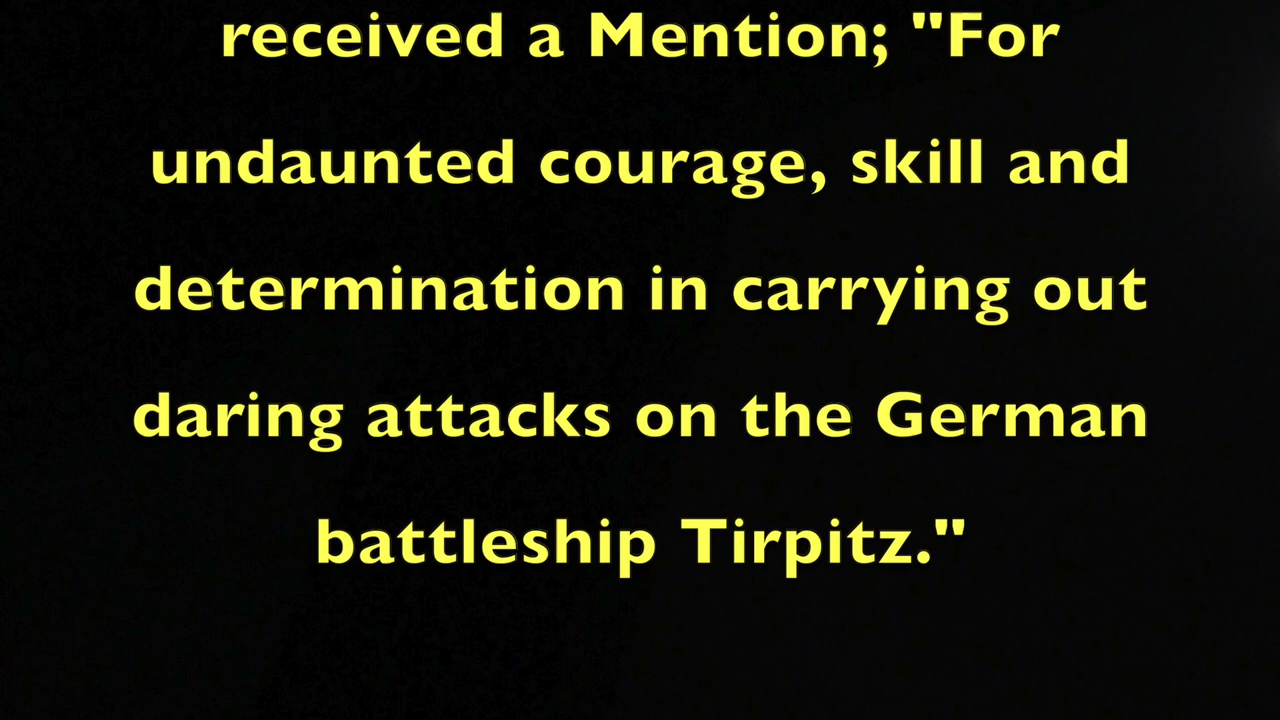 received a Mention; "For
undaunted courage, skill and
determination in carrying out
daring attacks on the German
battleship Tirpitz."